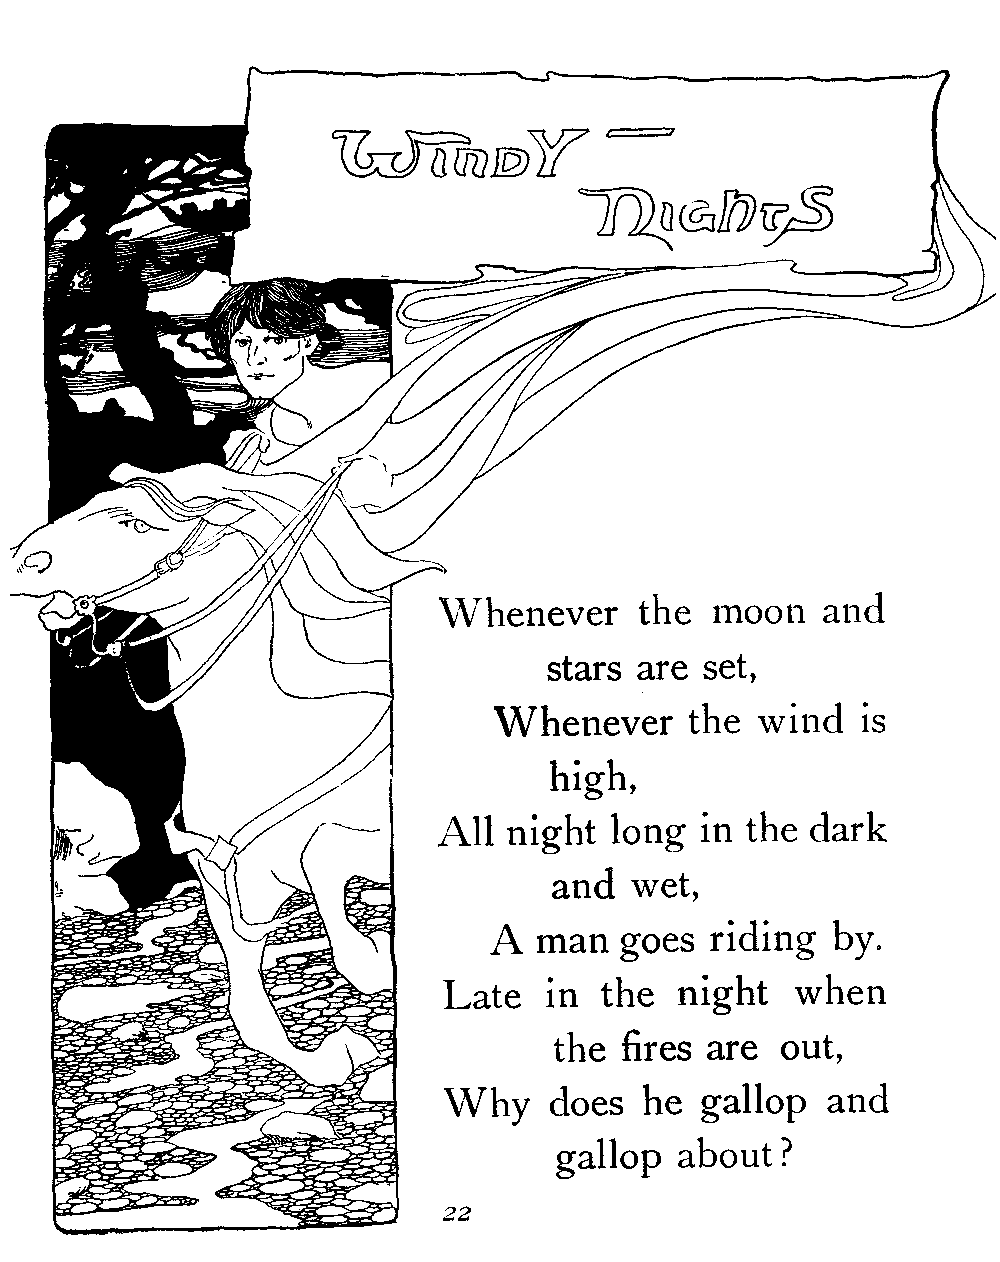 WINDY
NIGHTS
Whenever the moon and
stars are set,
Whenever the wind is
high,
All night long in the dark
and wet,
A man goes riding by.
Late in the night when
the fires are out,
Why does he gallop and
gallop about?
22